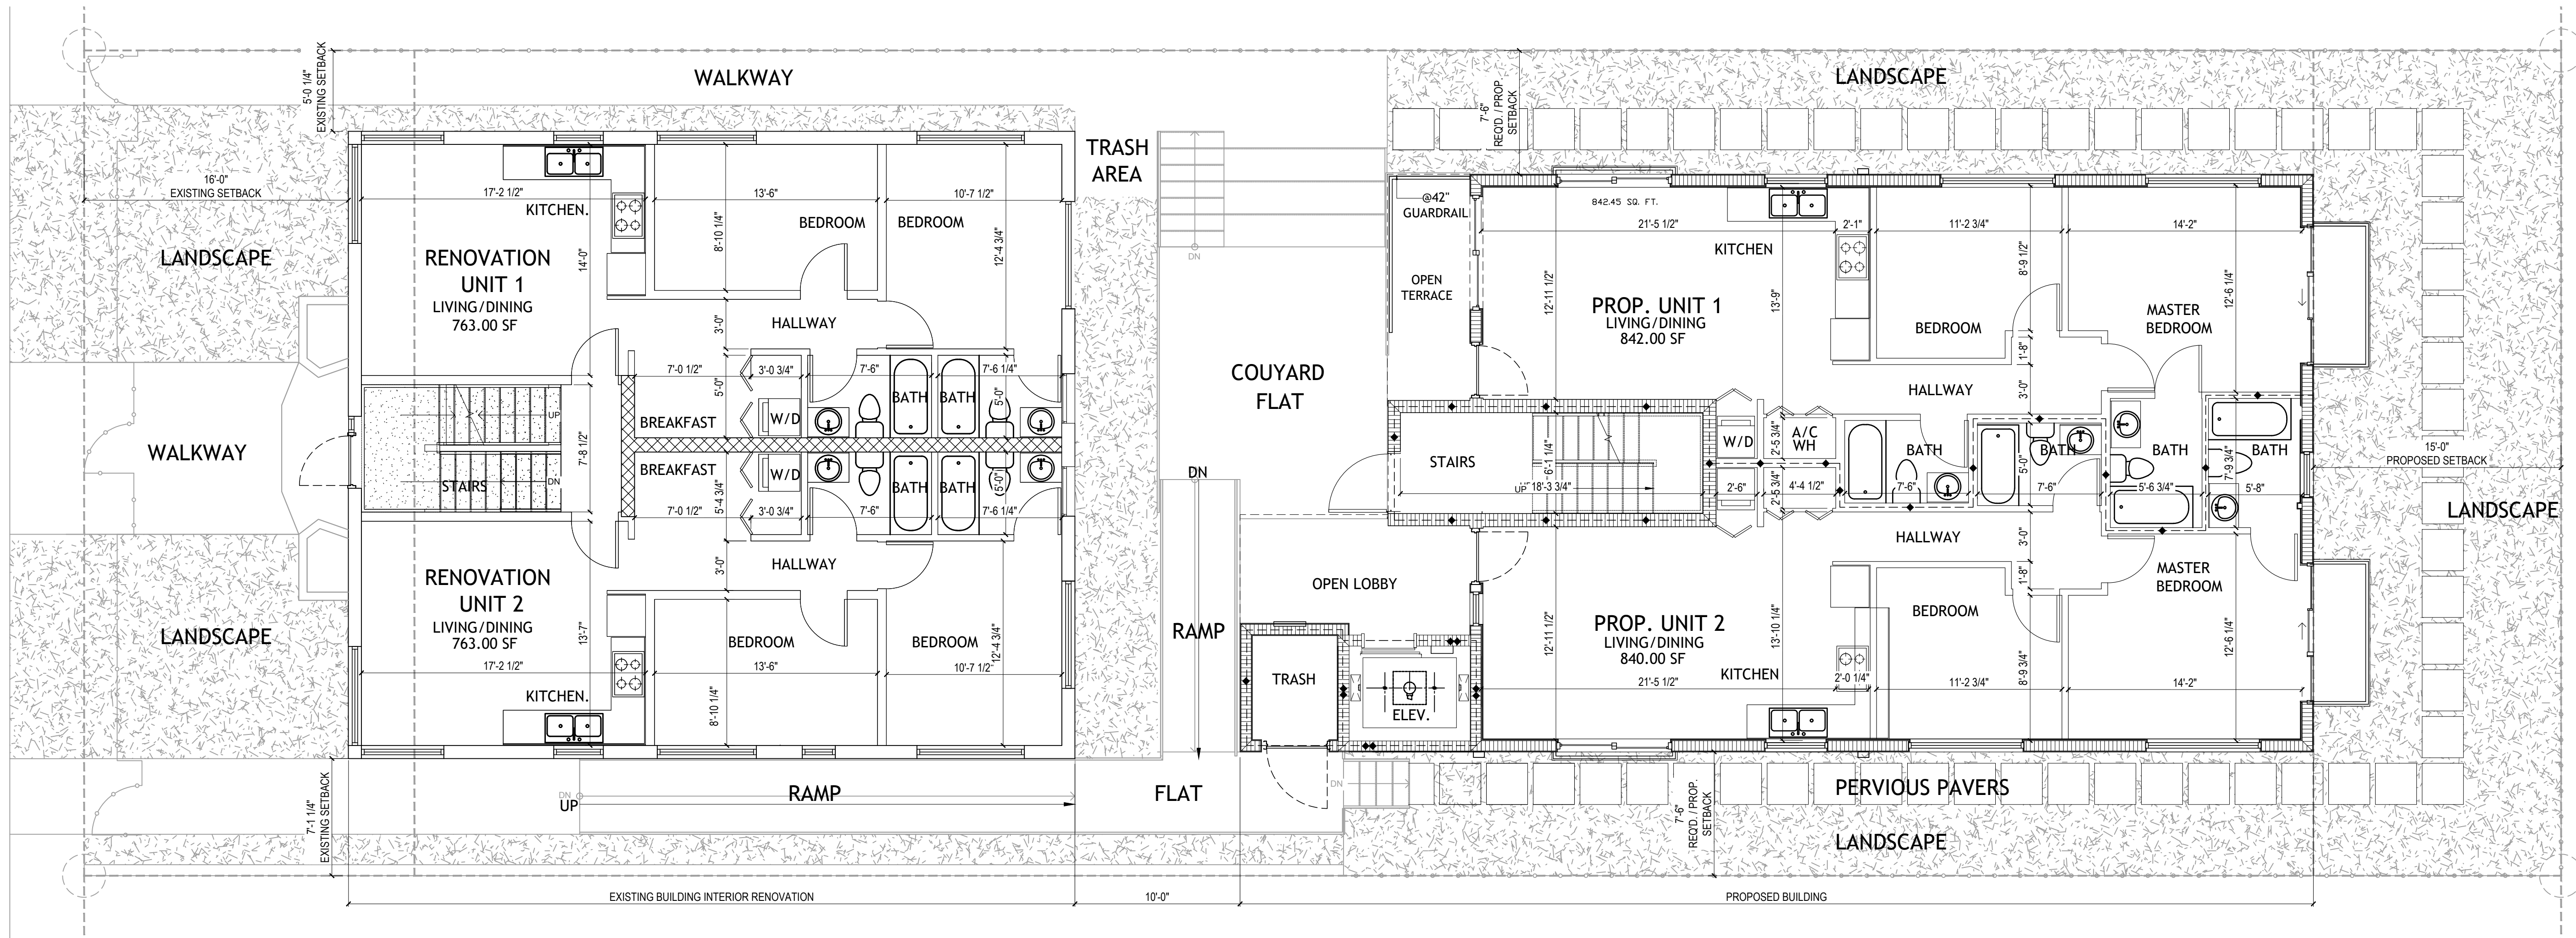 WALKWAY
LANDSCAPE
5'-0 1/4"
EXISTING SETBACK
7'-6"
REQ'D. / PROP.
SETBACK
16'-0"
EXISTING SETBACK
LANDSCAPE
WALKWAY
LANDSCAPE
7'-1 1/4"
EXISTING SETBACK
17'-2 1/2"
KITCHEN.
13'-6"
BEDROOM
8'-10 1/4"
10'-7 1/2"
BEDROOM
12'-4 3/4"
14'-0"
RENOVATION
UNIT 1
LIVING/DINING
763.00 SF
HALLWAY
3'-0"
7'-0 1/2"
5'-0"
3'-0 3/4"
7'-6"
7'-6 1/4"
5'-0"
BREAKFAST
W/D
BATH
BATH
UP
DN
STAIRS
7'-8 1/2"
BREAKFAST
W/D
BATH
BATH
5'-0"
7'-0 1/2"
5'-4 3/4"
3'-0 3/4"
7'-6"
7'-6 1/4"
HALLWAY
3'-0"
RENOVATION
UNIT 2
LIVING/DINING
763.00 SF
13'-7"
17'-2 1/2"
KITCHEN.
BEDROOM
13'-6"
8'-10 1/4"
BEDROOM
10'-7 1/2"
12'-4 3/4"
TRASH
AREA
DN
COUYARD
FLAT
DN
RAMP
OPEN LOBBY
TRASH
ELEV.
@42"
GUARDRAIL
OPEN
TERRACE
842.45 SQ. FT.
21'-5 1/2"
2'-1"
11'-2 3/4"
14'-2"
KITCHEN
12'-11 1/2"
13'-9"
8'-9 1/2"
12'-6 1/4"
PROP. UNIT 1
LIVING/DINING
842.00 SF
BEDROOM
MASTER
BEDROOM
1'-8"
3'-0"
HALLWAY
STAIRS
6'-1 1/4"
UP
18'-3 3/4"
W/D
A/C
WH
2'-5 3/4"
2'-5 3/4"
2'-6"
4'-4 1/2"
BATH
7'-6"
BATH
5'-0"
7'-6"
BATH
5'-6 3/4"
7'-9 3/4"
BATH
5'-8"
15'-0"
PROPOSED SETBACK
LANDSCAPE
HALLWAY
3'-0"
1'-8"
MASTER
BEDROOM
BEDROOM
PROP. UNIT 2
LIVING/DINING
840.00 SF
12'-11 1/2"
13'-10 1/4"
8'-9 3/4"
12'-6 1/4"
KITCHEN
21'-5 1/2"
2'-0 1/4"
11'-2 3/4"
14'-2"
DN
UP
RAMP
FLAT
DN
PERVIOUS PAVERS
7'-6"
REQ'D. / PROP.
SETBACK
LANDSCAPE
EXISTING BUILDING INTERIOR RENOVATION
10'-0"
PROPOSED BUILDING